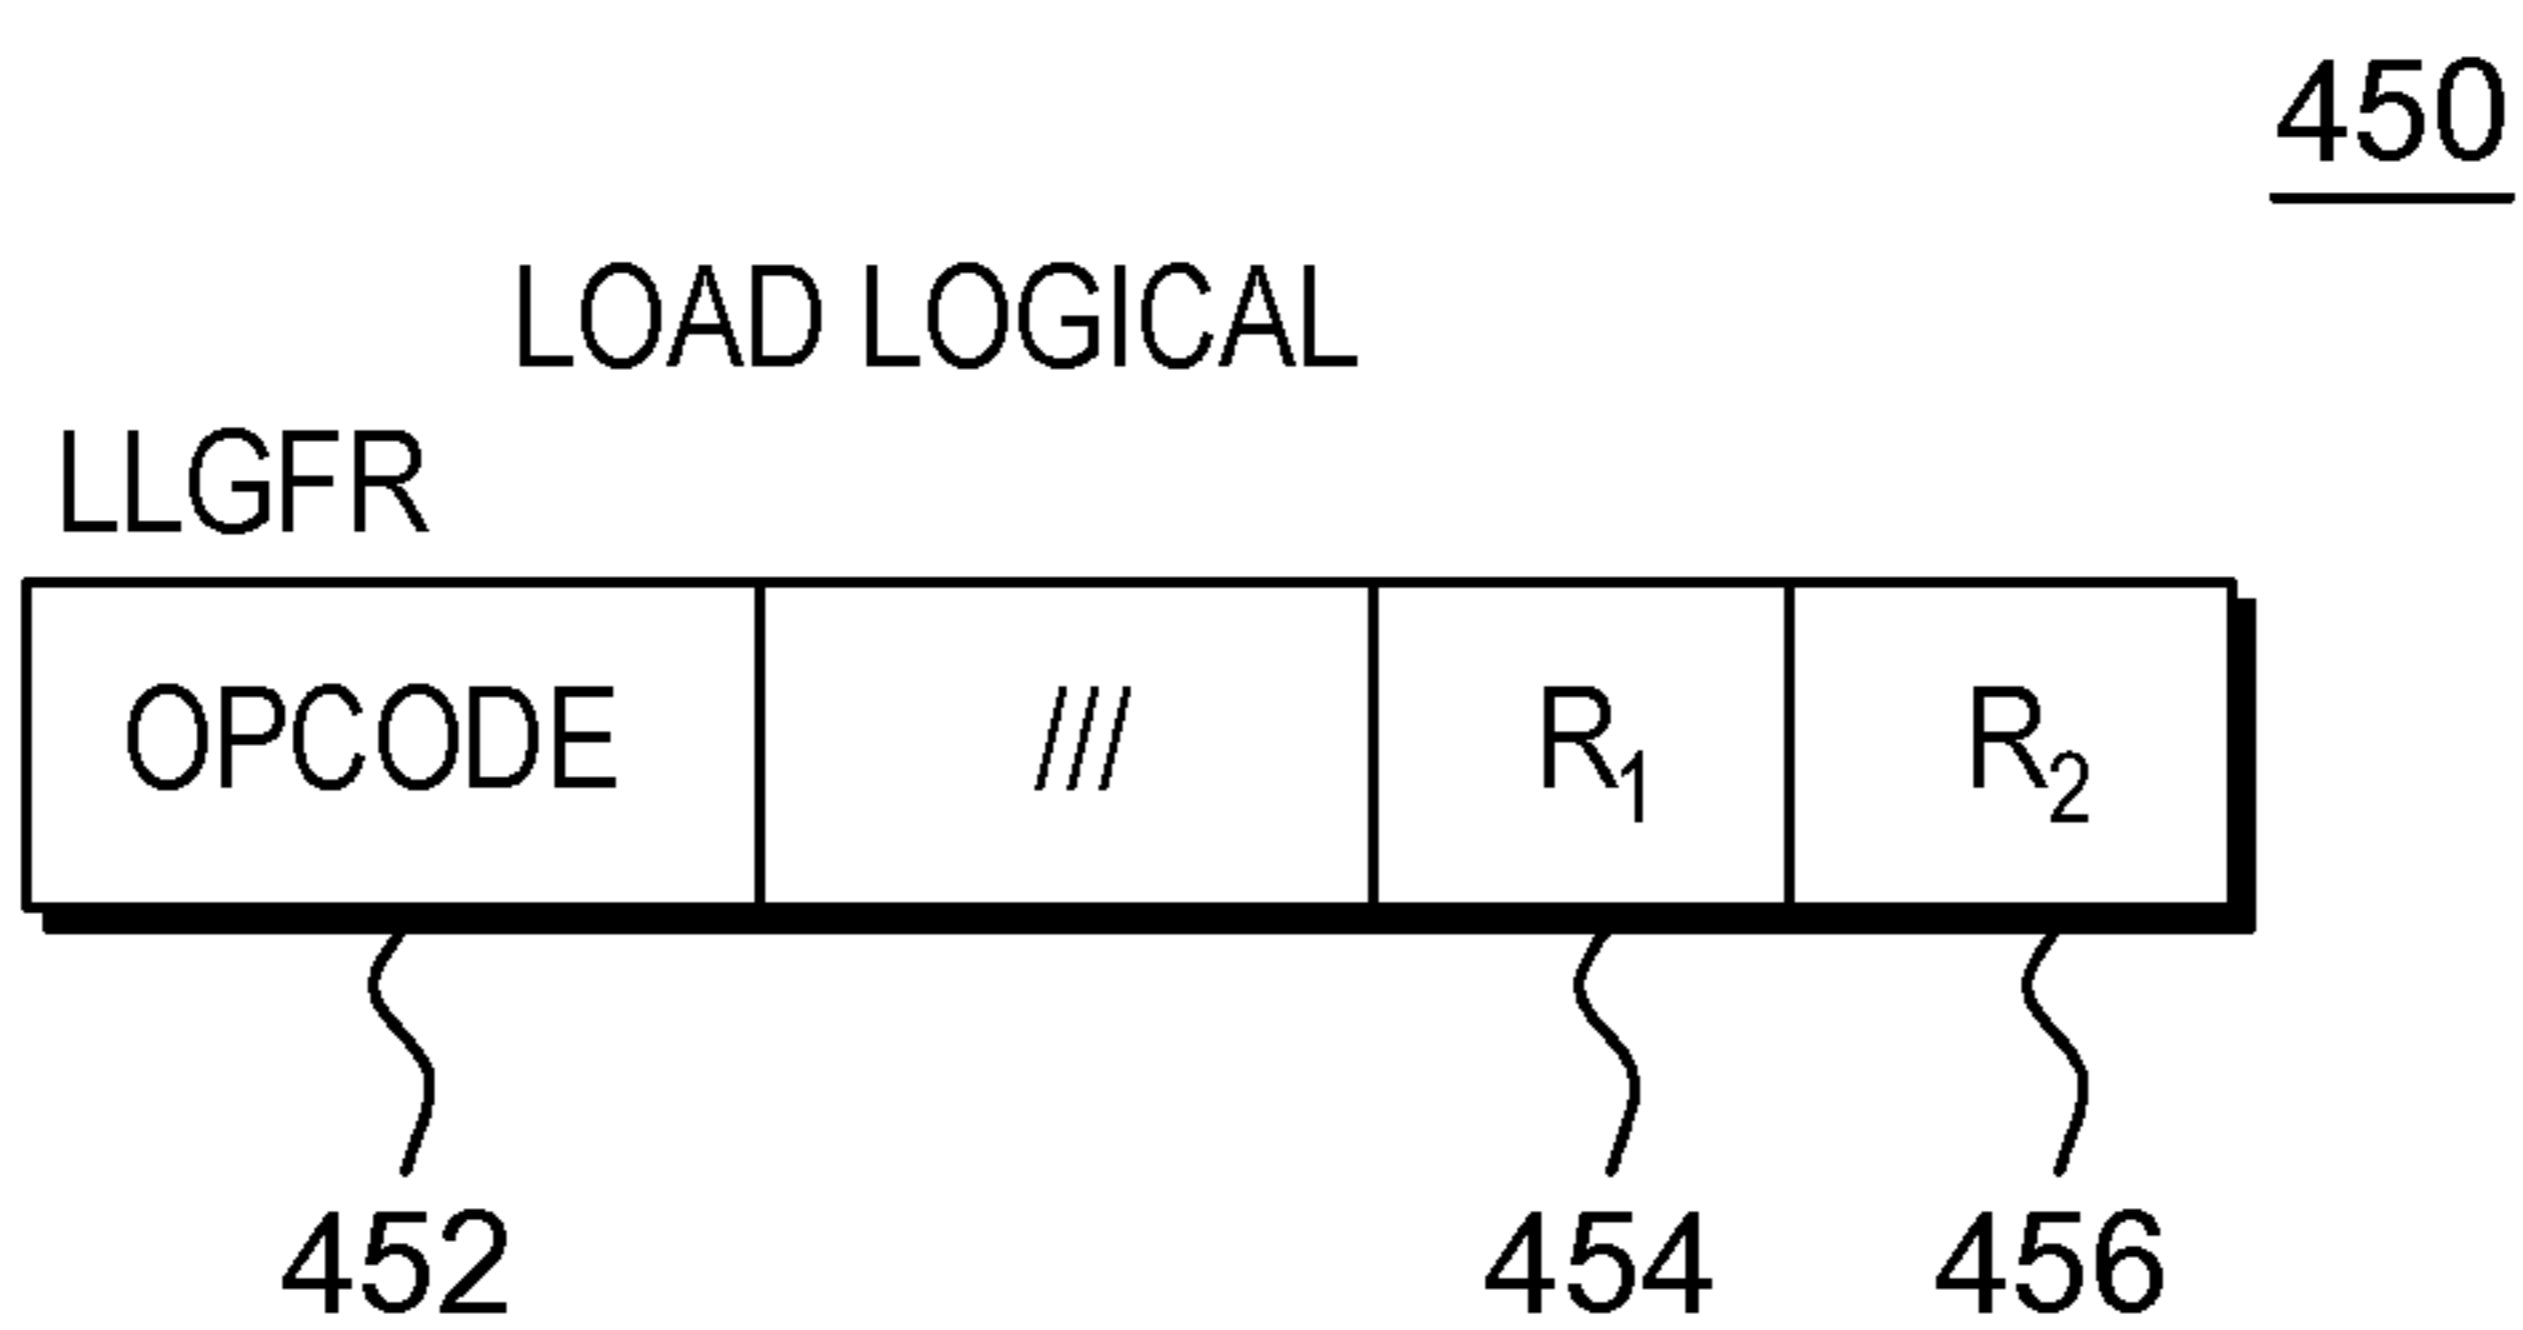 450
LOAD LOGICAL
LLGFR
OPCODE /// R₁ R₂
452 454 456